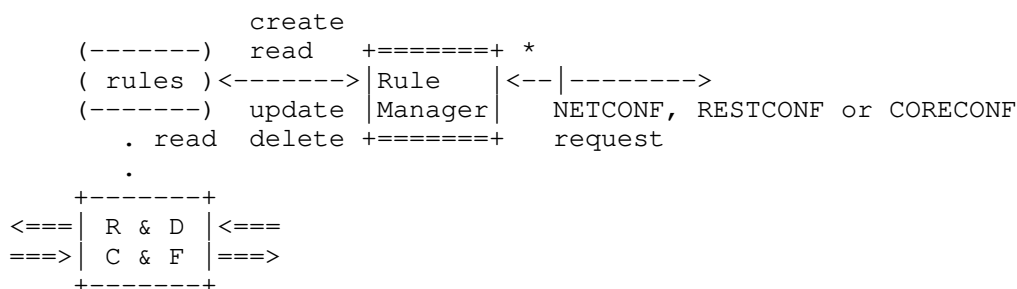 create
    (-------)  read   +=======+ *
    ( rules )<------->|Rule   |<--|-------->
    (-------)  update |Manager|   NETCONF, RESTCONF or CORECONF
       . read  delete +=======+   request
       .
    +-------+
<===| R & D |<===
===>| C & F |===>
    +-------+